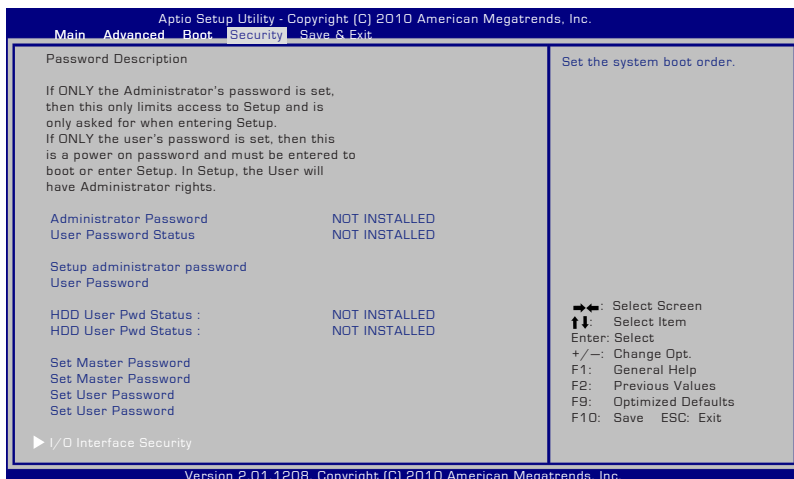 Aptio Setup Utility - Copyright (C) 2010 American Megatrends, Inc.
Main Advanced Boot Security Save & Exit
Password Description
If ONLY the Administrator's password is set,
then this only limits access to Setup and is
only asked for when entering Setup.
If ONLY the user's password is set, then this
is a power on password and must be entered to
boot or enter Setup. In Setup, the User will
have Administrator rights.
Administrator Password NOT INSTALLED
User Password Status NOT INSTALLED
Setup administrator password
User Password
HDD User Pwd Status : NOT INSTALLED
HDD User Pwd Status : NOT INSTALLED
Set Master Password
Set Master Password
Set User Password
Set User Password
I/O Interface Security
Set the system boot order.
: Select Screen
: Select Item
Enter: Select
+/—: Change Opt.
F1: General Help
F2: Previous Values
F9: Optimized Defaults
F10: Save ESC: Exit
Version 2.01.1208. Copyright (C) 2010 American Megatrends, Inc.